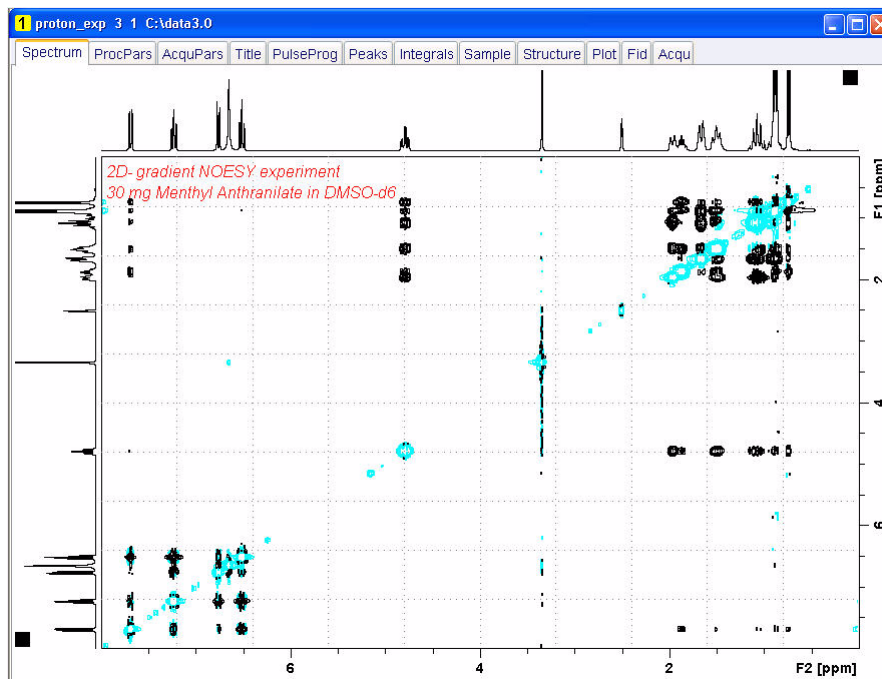 1 proton_exp 3 1 C:\data3.0
Spectrum ProcPars AcquPars Title PulseProg Peaks Integrals Sample Structure Plot Fid Acqu
2D- gradient NOESY experiment
30 mg Menthyl Anthranilate in DMSO-d6
F1 [ppm]
2
4
6
6 4 2 F2 [ppm]